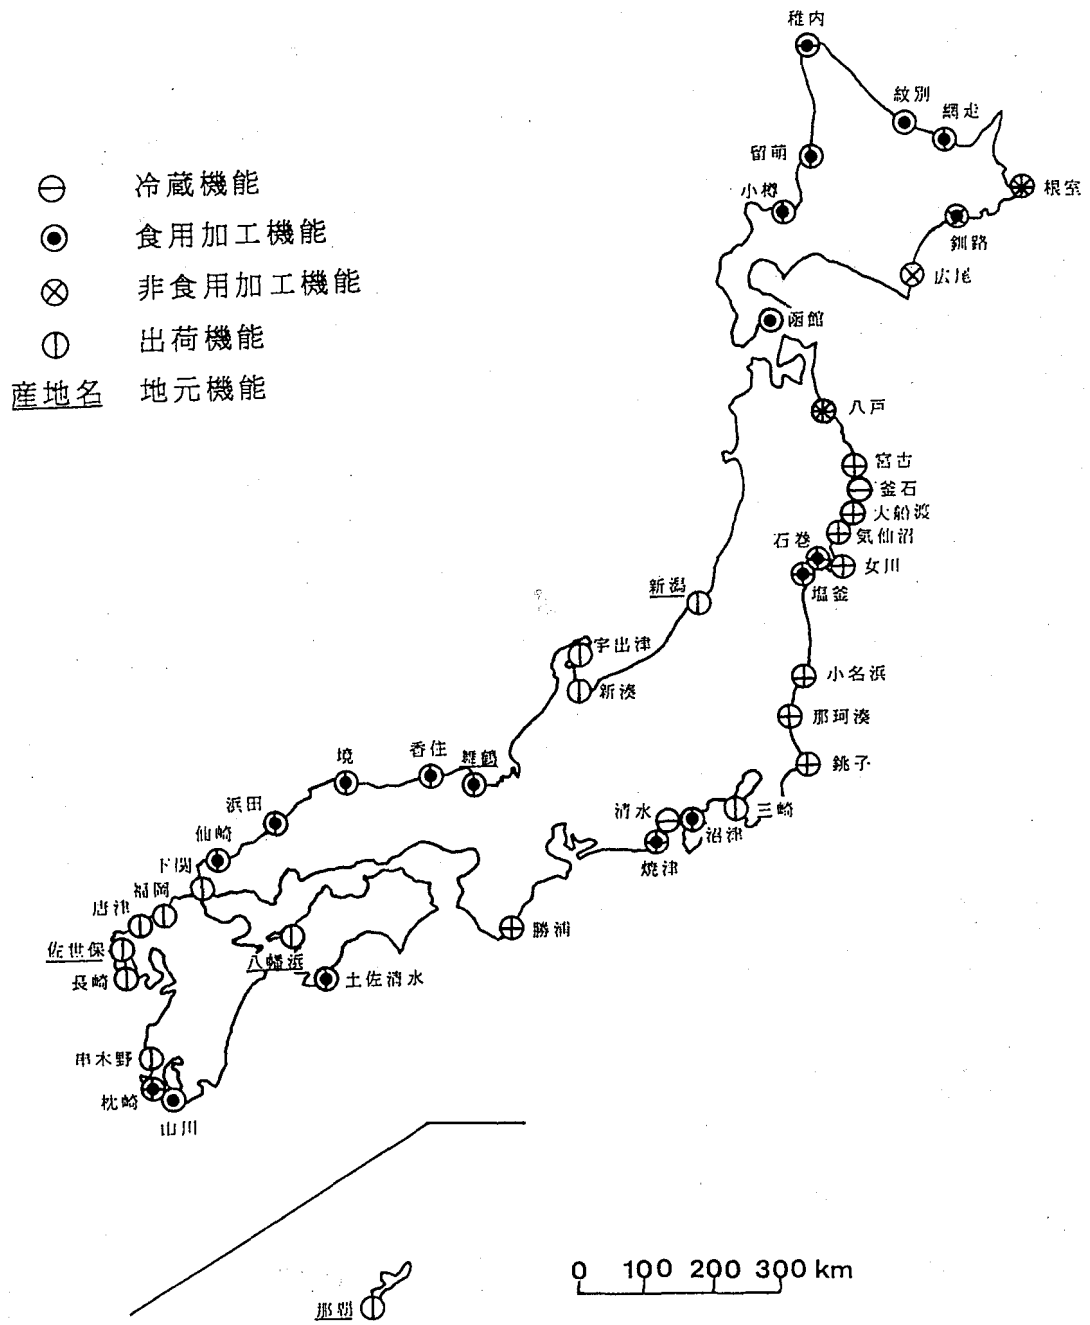 冷蔵機能
食用加工機能
非食用加工機能
出荷機能
産地名 地元機能
稚内
紋別
網走
留萌
小樽
根室
釧路
広尾
函館
八戸
宮古
釜石
大船渡
気仙沼
石巻
女川
塩釜
新潟
宇出津
新湊
小名浜
那珂湊
銚子
境
香住
舞鶴
浜田
仙崎
清水
沼津
三崎
焼津
下関
福岡
唐津
佐世保
長崎
八幡浜
土佐清水
勝浦
串木野
枕崎
山川
那覇
0 100 200 300 km